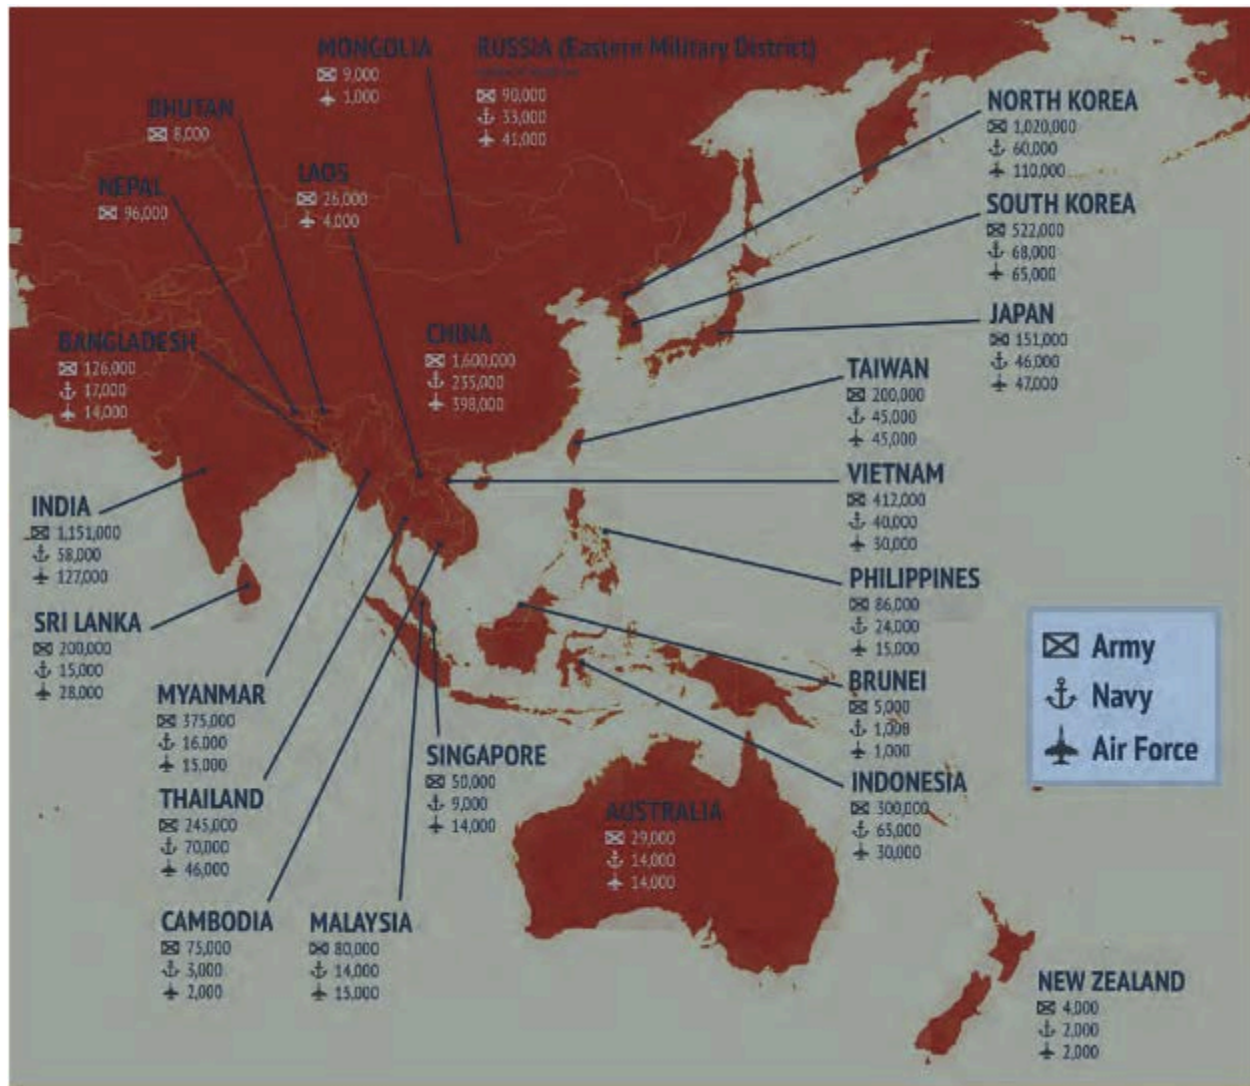 MONGOLIA
9,000
1,000
RUSSIA (Eastern Military District)
90,000
33,000
41,000
BHUTAN
8,000
LAOS
26,000
4,000
NEPAL
96,000
NORTH KOREA
1,020,000
60,000
110,000
SOUTH KOREA
522,000
68,000
65,000
JAPAN
151,000
46,000
47,000
BANGLADESH
126,000
17,000
14,000
CHINA
1,600,000
235,000
398,000
TAIWAN
200,000
45,000
45,000
VIETNAM
412,000
40,000
30,000
INDIA
1,151,000
58,000
127,000
PHILIPPINES
86,000
24,000
15,000
SRI LANKA
200,000
15,000
28,000
BRUNEI
5,000
1,000
1,000
MYANMAR
375,000
16,000
15,000
SINGAPORE
50,000
9,000
14,000
INDONESIA
300,000
63,000
30,000
THAILAND
245,000
70,000
46,000
AUSTRALIA
29,000
14,000
14,000
CAMBODIA
75,000
3,000
2,000
MALAYSIA
80,000
14,000
15,000
NEW ZEALAND
4,000
2,000
2,000
Army
Navy
Air Force